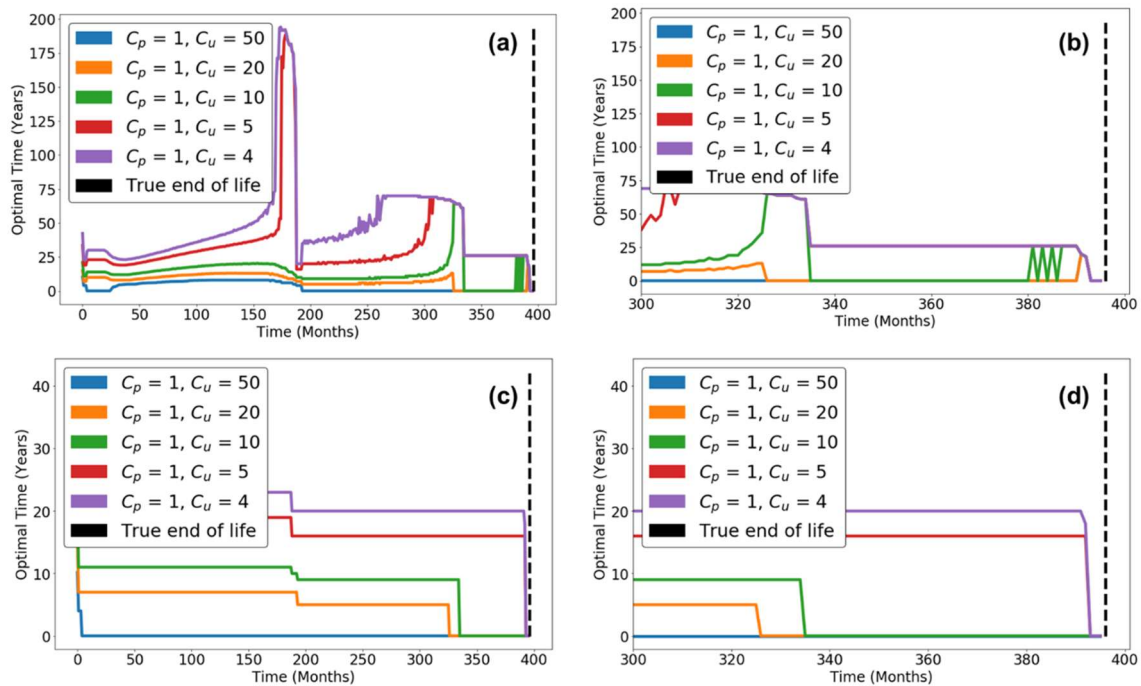 (a)
200
175
150
125
100
75
50
25
0
Optimal Time (Years)
C_p = 1, C_u = 50
C_p = 1, C_u = 20
C_p = 1, C_u = 10
C_p = 1, C_u = 5
C_p = 1, C_u = 4
True end of life
0 50 100 150 200 250 300 350 400
Time (Months)
(b)
200
175
150
125
100
75
50
25
0
Optimal Time (Years)
C_p = 1, C_u = 50
C_p = 1, C_u = 20
C_p = 1, C_u = 10
C_p = 1, C_u = 5
C_p = 1, C_u = 4
True end of life
300 320 340 360 380 400
Time (Months)
(c)
40
30
20
10
0
Optimal Time (Years)
C_p = 1, C_u = 50
C_p = 1, C_u = 20
C_p = 1, C_u = 10
C_p = 1, C_u = 5
C_p = 1, C_u = 4
True end of life
0 50 100 150 200 250 300 350 400
Time (Months)
(d)
40
30
20
10
0
Optimal Time (Years)
C_p = 1, C_u = 50
C_p = 1, C_u = 20
C_p = 1, C_u = 10
C_p = 1, C_u = 5
C_p = 1, C_u = 4
True end of life
300 320 340 360 380 400
Time (Months)